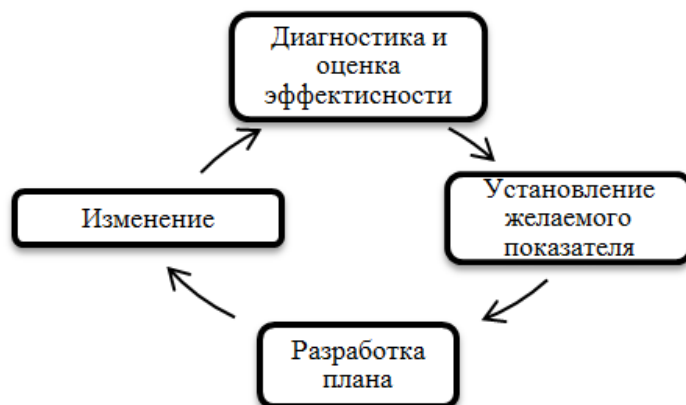 Диагностика и
оценка
эффектисности
Установление
желаемого
показателя
Разработка
плана
Изменение